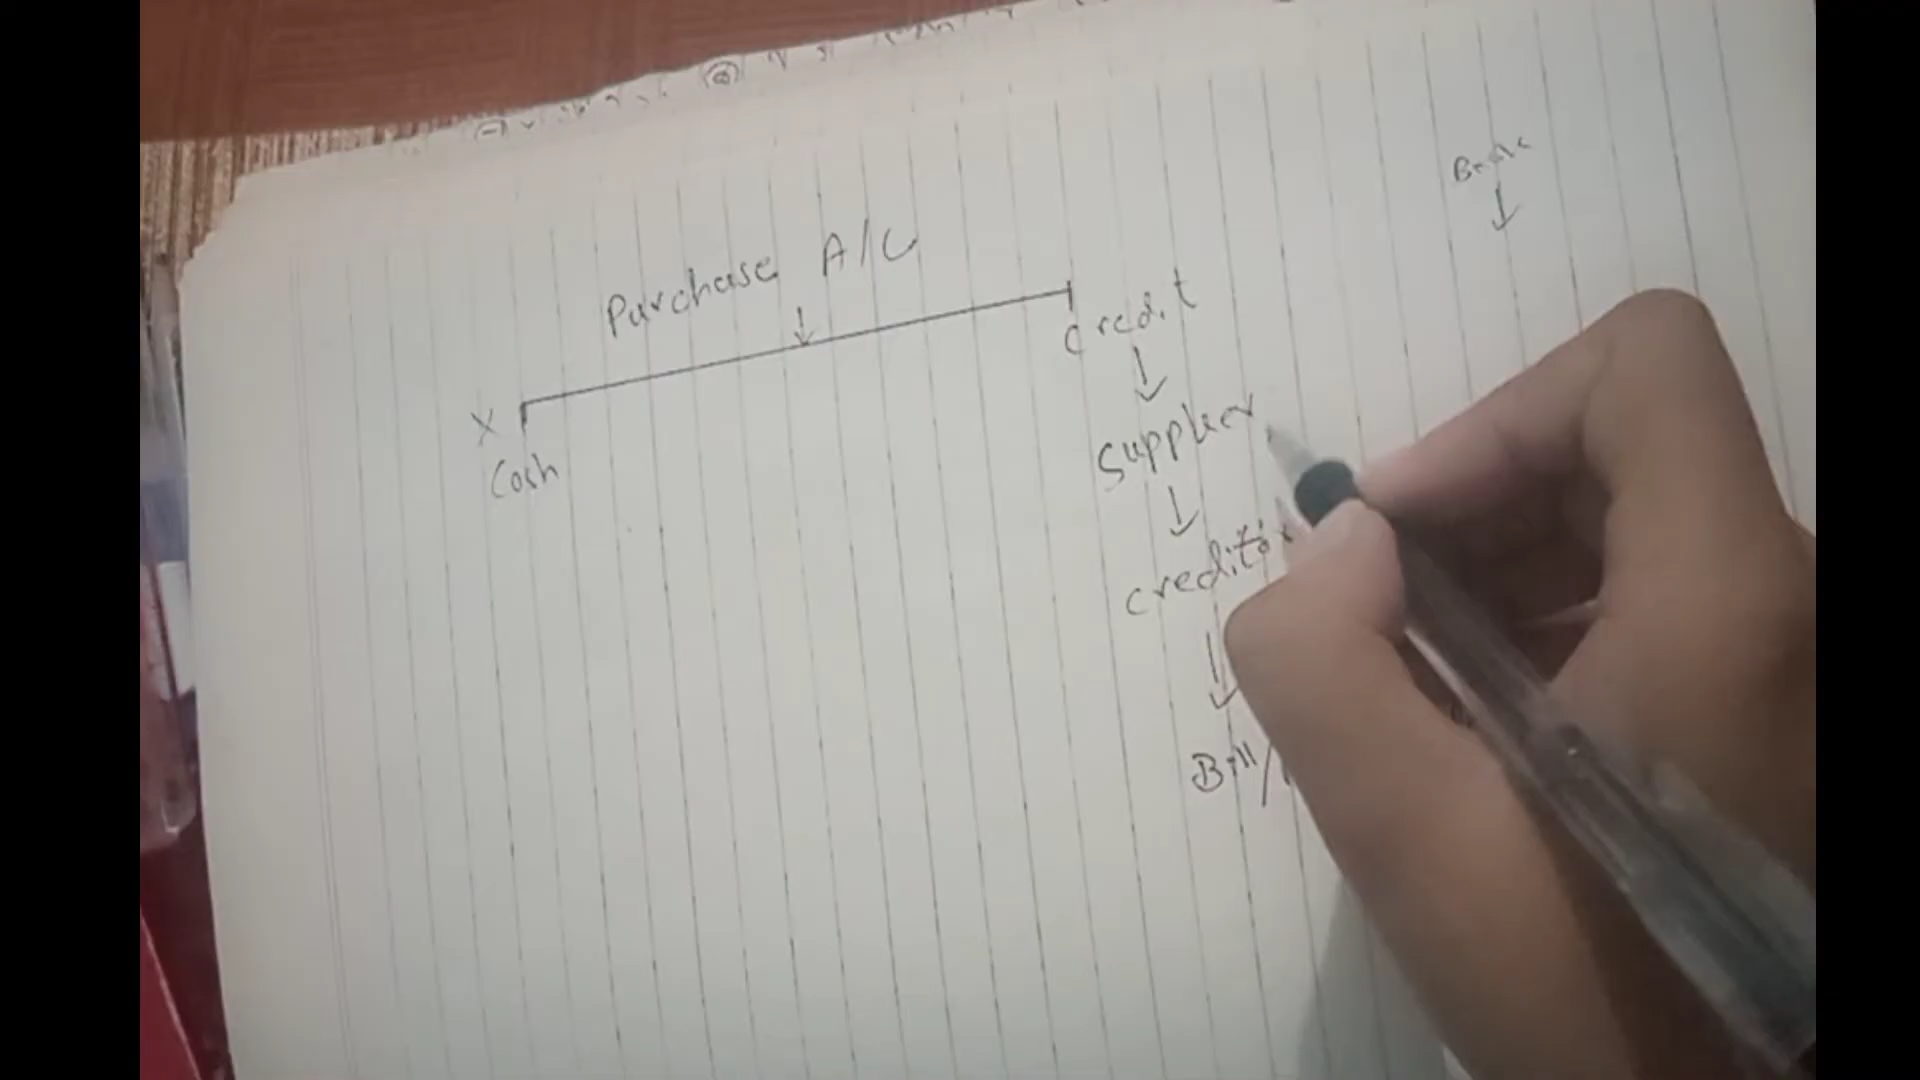 Purchase A/C
Credit
X
Cash
Supplier
creditor
Bill/